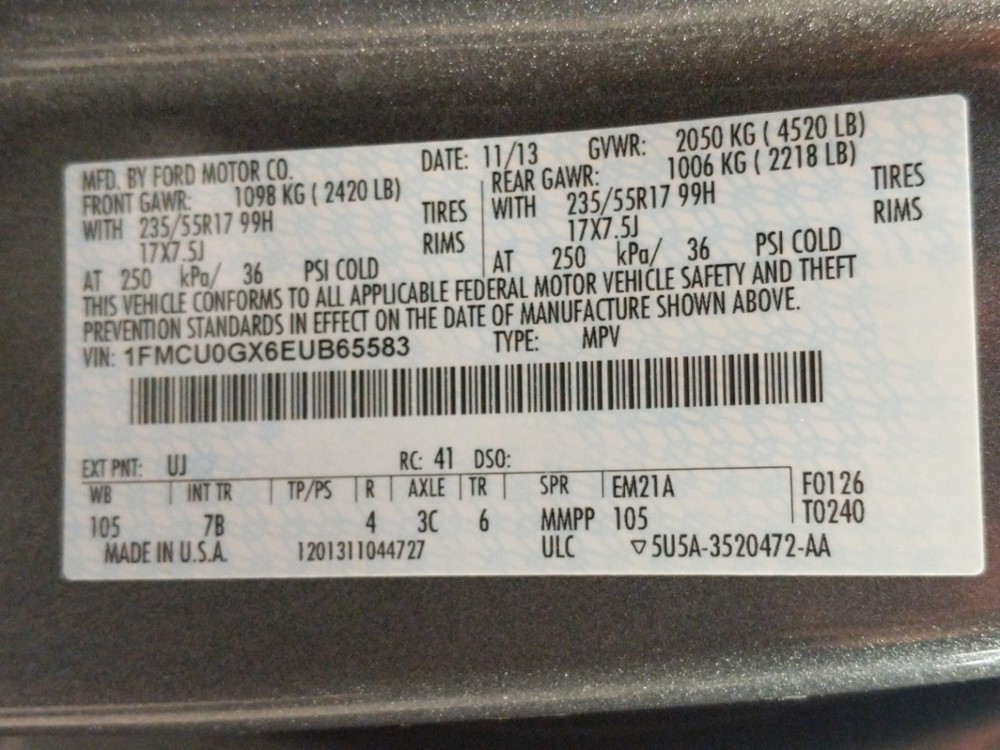 MFD. BY FORD MOTOR CO. DATE: 11/13 GVWR: 2050 KG ( 4520 LB)
FRONT GAWR: 1098 KG ( 2420 LB) REAR GAWR: 1006 KG ( 2218 LB)
WITH 235/55R17 99H TIRES WITH 235/55R17 99H TIRES
17X7.5J RIMS 17X7.5J RIMS
AT 250 kPa/ 36 PSI COLD AT 250 kPa/ 36 PSI COLD
THIS VEHICLE CONFORMS TO ALL APPLICABLE FEDERAL MOTOR VEHICLE SAFETY AND THEFT
PREVENTION STANDARDS IN EFFECT ON THE DATE OF MANUFACTURE SHOWN ABOVE.
VIN: 1FMCU0GX6EUB65583 TYPE: MPV
EXT PNT: UJ RC: 41 DSO:
WB INT TR TP/PS R AXLE TR SPR EM21A F0126
105 7B 4 3C 6 MMPP 105 T0240
MADE IN U.S.A. 1201311044727 ULC ▽5U5A-3520472-AA